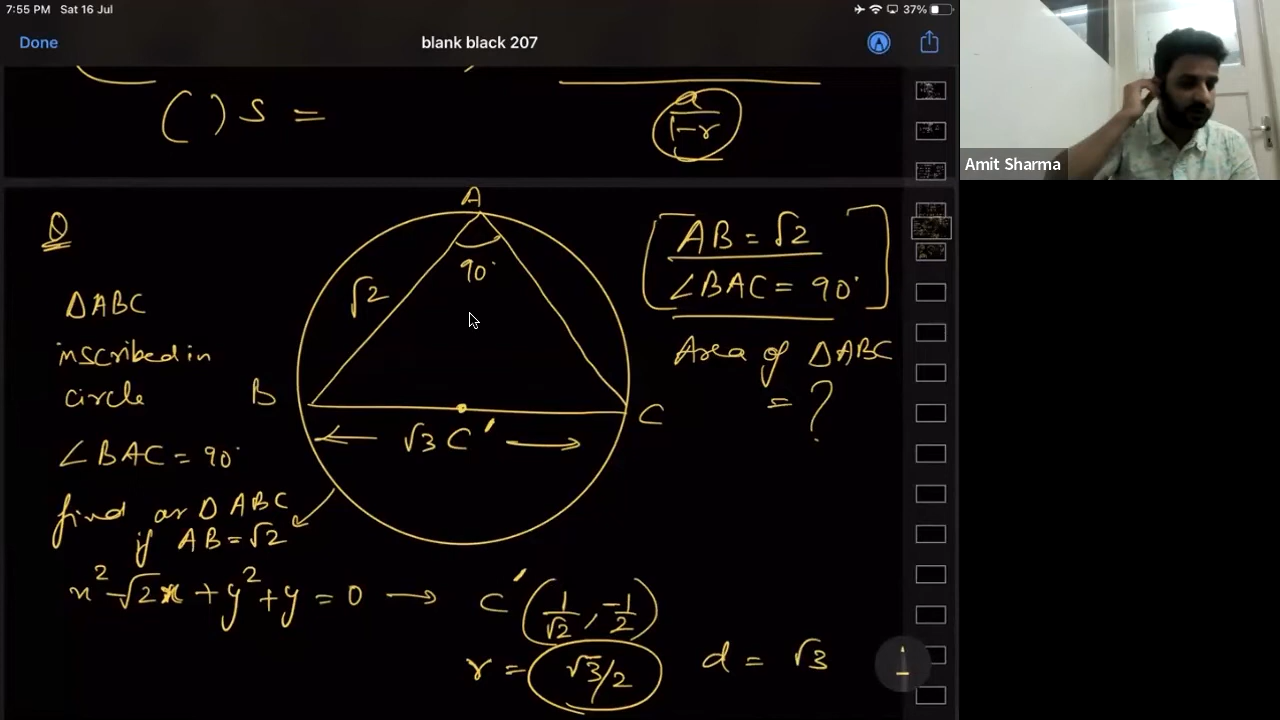 7:55 PM Sat 16 Jul
37%
Done
blank black 207
Amit Sharma
( ) S =
a
1-r
Q
A
90°
√2
B
C
√3 C'
ΔABC
inscribed in
circle
∠BAC = 90°
find ar Δ ABC
if AB = √2
[AB = √2
∠BAC = 90°]
Area of ΔABC
= ?
x² - √2x + y² + y = 0 → C' (1/√2, -1/2)
r = √3/2 d = √3